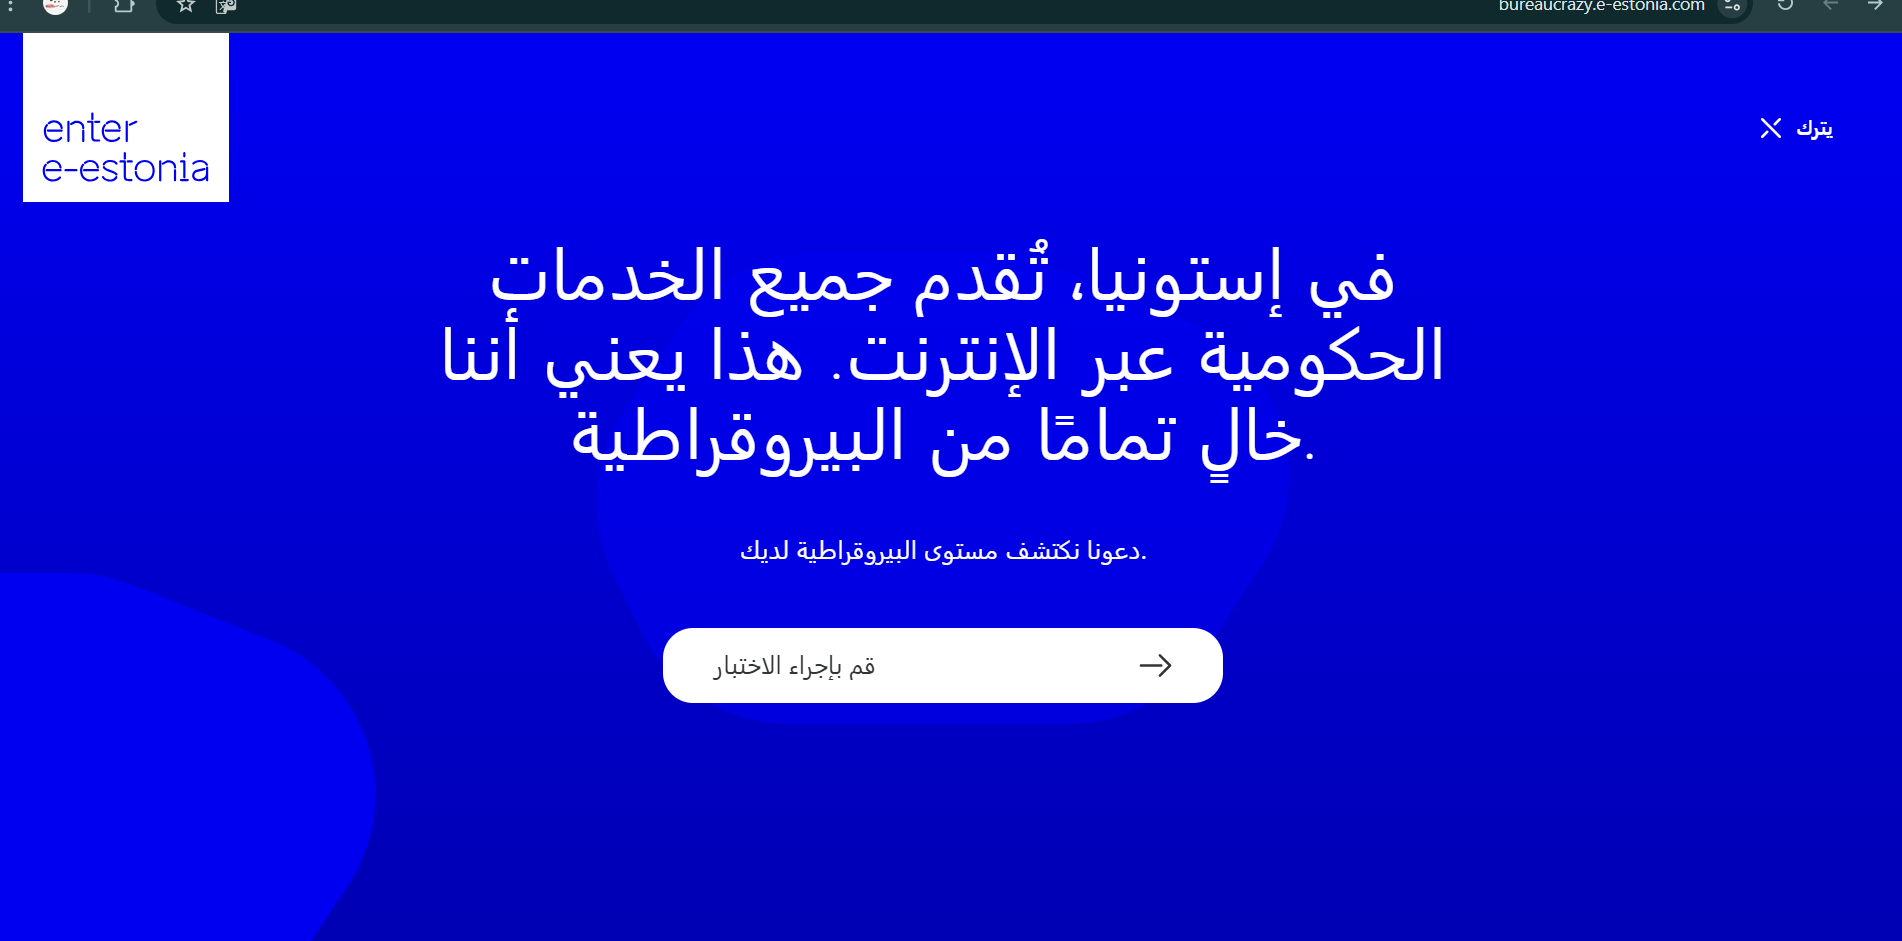 bureaucrazy.e-estonia.com
enter
e-estonia
يترك
في إستونيا، تُقدم جميع الخدمات
الحكومية عبر الإنترنت. هذا يعني أننا
خالٍ تمامًا من البيروقراطية.
دعونا نكتشف مستوى البيروقراطية لديك.
قم بإجراء الاختبار